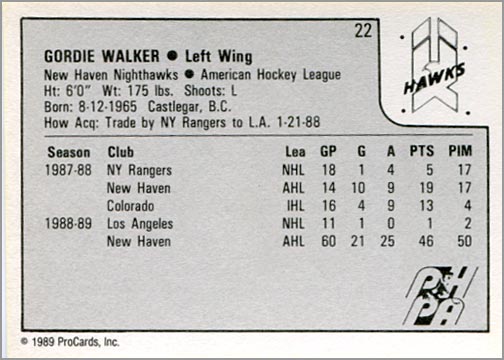 22
GORDIE WALKER ● Left Wing
New Haven Nighthawks ● American Hockey League
Ht: 6'0" Wt: 175 lbs. Shoots: L
Born: 8-12-1965 Castlegar, B.C.
How Acq: Trade by NY Rangers to L.A. 1-21-88
HAWKS
Season Club Lea GP G A PTS PIM
1987-88 NY Rangers NHL 18 1 4 5 17
New Haven AHL 14 10 9 19 17
Colorado IHL 16 4 9 13 4
1988-89 Los Angeles NHL 11 1 0 1 2
New Haven AHL 60 21 25 46 50
PHPA
© 1989 ProCards, Inc.